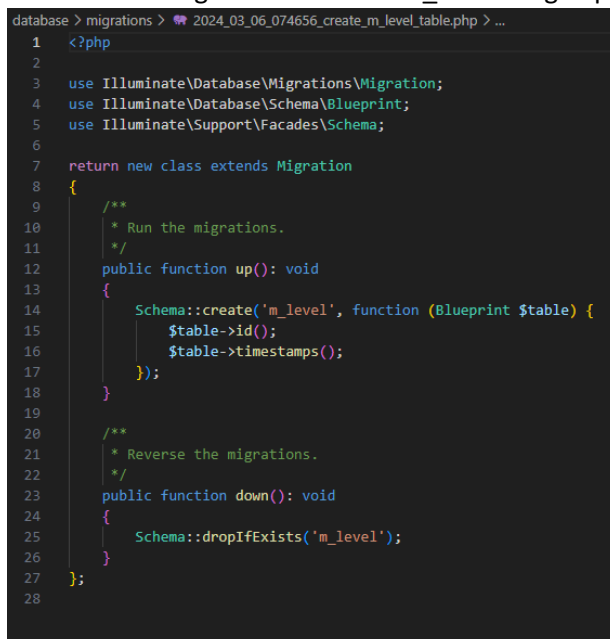 database > migrations > 2024_03_06_074656_create_m_level_table.php > ...
1 <?php
2
3 use Illuminate\Database\Migrations\Migration;
4 use Illuminate\Database\Schema\Blueprint;
5 use Illuminate\Support\Facades\Schema;
6
7 return new class extends Migration
8 {
9     /**
10      * Run the migrations.
11      */
12     public function up(): void
13     {
14         Schema::create('m_level', function (Blueprint $table) {
15             $table->id();
16             $table->timestamps();
17         });
18     }
19
20     /**
21      * Reverse the migrations.
22      */
23     public function down(): void
24     {
25         Schema::dropIfExists('m_level');
26     }
27 };
28